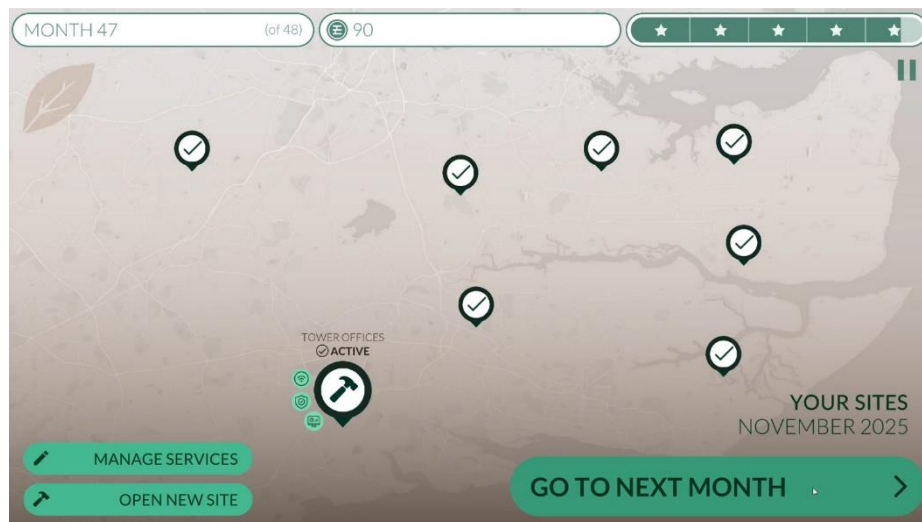 MONTH 47
(of 48)
90
TOWER OFFICES
ACTIVE
YOUR SITES
NOVEMBER 2025
MANAGE SERVICES
OPEN NEW SITE
GO TO NEXT MONTH